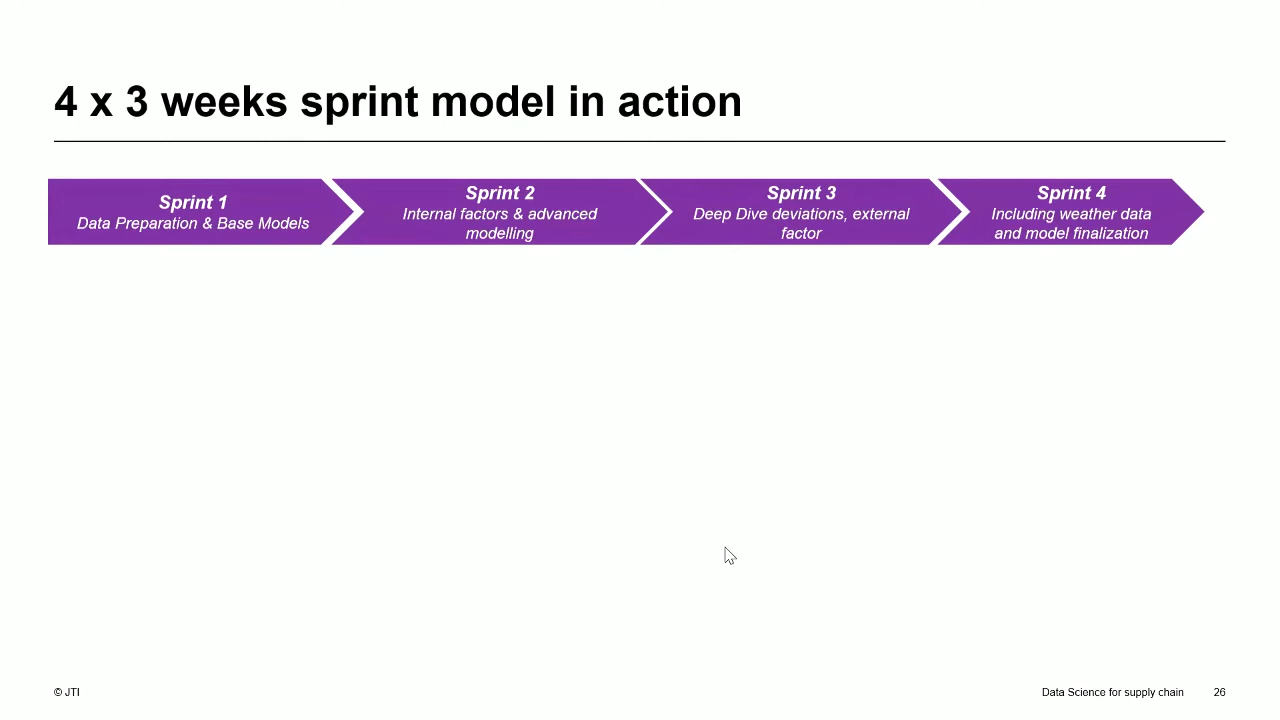 4 x 3 weeks sprint model in action
Sprint 1
Data Preparation & Base Models
Sprint 2
Internal factors & advanced
modelling
Sprint 3
Deep Dive deviations, external
factor
Sprint 4
Including weather data
and model finalization
© JTI
Data Science for supply chain
26